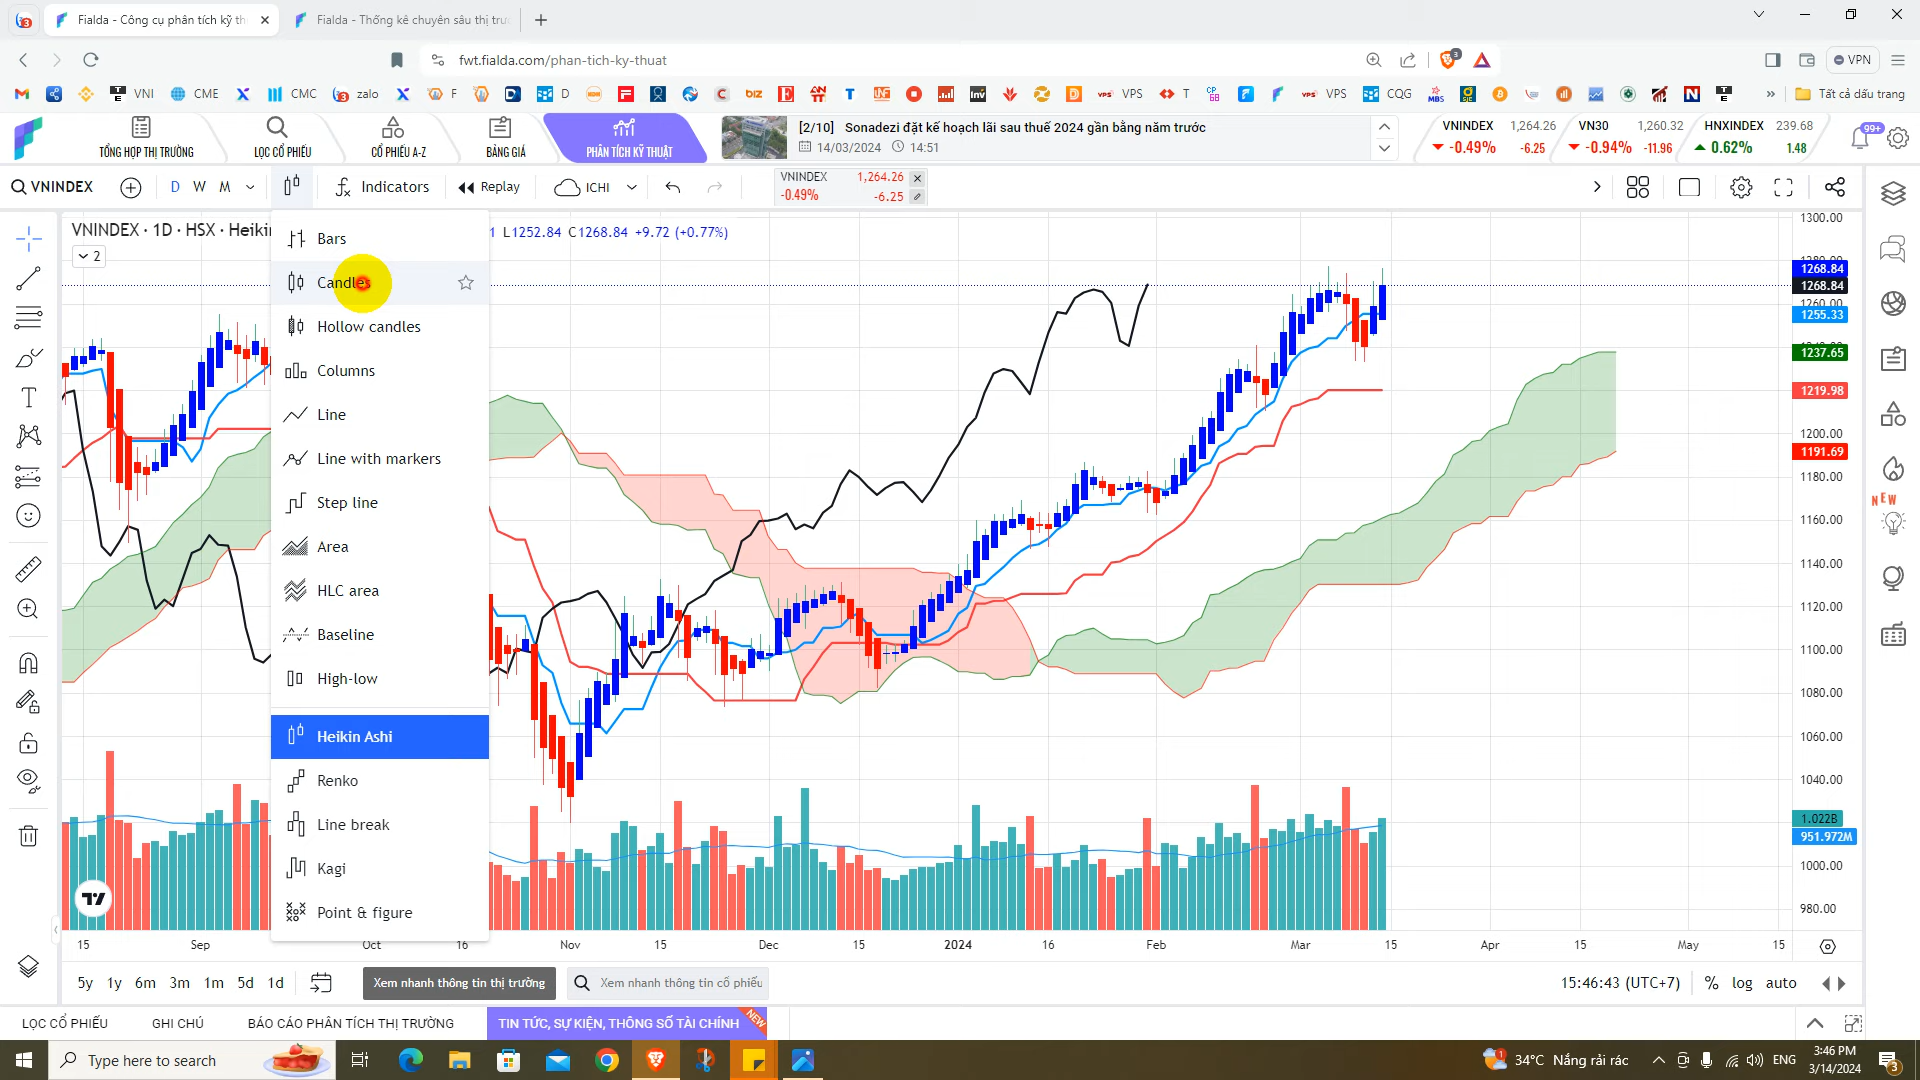 Fialda - Công cụ phân tích kỹ th
Fialda - Thống kê chuyên sâu thị trư
fwt.fialda.com/phan-tich-ky-thuat
3
VPN
VNI
CME
CMC
zalo
F
D
VPS
T
VPS
CQG
Tất cả dấu trang
TỔNG HỢP THỊ TRƯỜNG
LỌC CỔ PHIẾU
CỔ PHIẾU A-Z
BẢNG GIÁ
PHÂN TÍCH KỸ THUẬT
[2/10] Sonadezi đặt kế hoạch lãi sau thuế 2024 gần bằng năm trước
14/03/2024 14:51
VNINDEX 1,264.26
-0.49% -6.25
VN30 1,260.32
-0.94% -11.96
HNXINDEX 239.68
0.62% 1.48
99+
VNINDEX
D W M
Indicators
Replay
ICHI
VNINDEX 1,264.26
-0.49% -6.25
VNINDEX · 1D · HSX · Heikin
1 L1252.84 C1268.84 +9.72 (+0.77%)
2
Bars
Candles
Hollow candles
Columns
Line
Line with markers
Step line
Area
HLC area
Baseline
High-low
Heikin Ashi
Renko
Line break
Kagi
Point & figure
1300.00
1268.84
1268.84
1260.00
1255.33
1237.65
1219.98
1200.00
1191.69
1180.00
1160.00
1140.00
1120.00
1100.00
1080.00
1060.00
1040.00
1.022B
951.972M
1000.00
980.00
NEW
15 Sep Oct 16 Nov 15 Dec 15 2024 16 Feb Mar 15 Apr 15 May 15
5y 1y 6m 3m 1m 5d 1d
Xem nhanh thông tin thị trường
Xem nhanh thông tin cổ phiếu
15:46:43 (UTC+7)
% log auto
LỌC CỔ PHIẾU
GHI CHÚ
BÁO CÁO PHÂN TÍCH THỊ TRƯỜNG
TIN TỨC, SỰ KIỆN, THÔNG SỐ TÀI CHÍNH
NEW
Type here to search
34°C Nắng rải rác
ENG
3:46 PM
3/14/2024
3